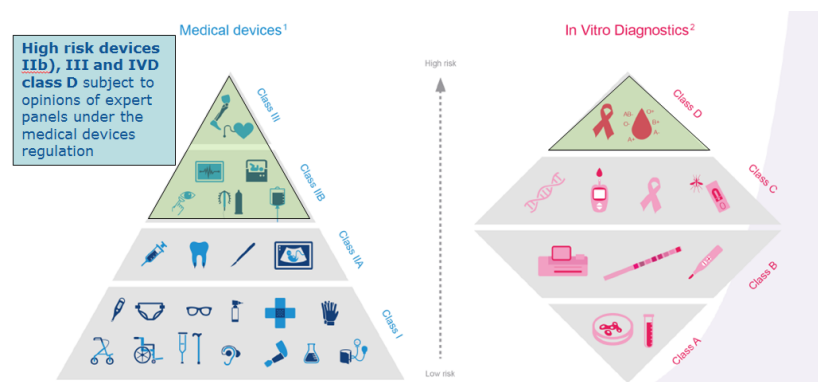 Medical devices1
In Vitro Diagnostics2
High risk devices
IIb), III and IVD
class D subject to
opinions of expert
panels under the
medical devices
regulation
High risk
Class III
Class IIB
Class IIA
Class I
Low risk
Class D
AB-
O+
O-
B+
A-
A+
Class C
Class B
Class A